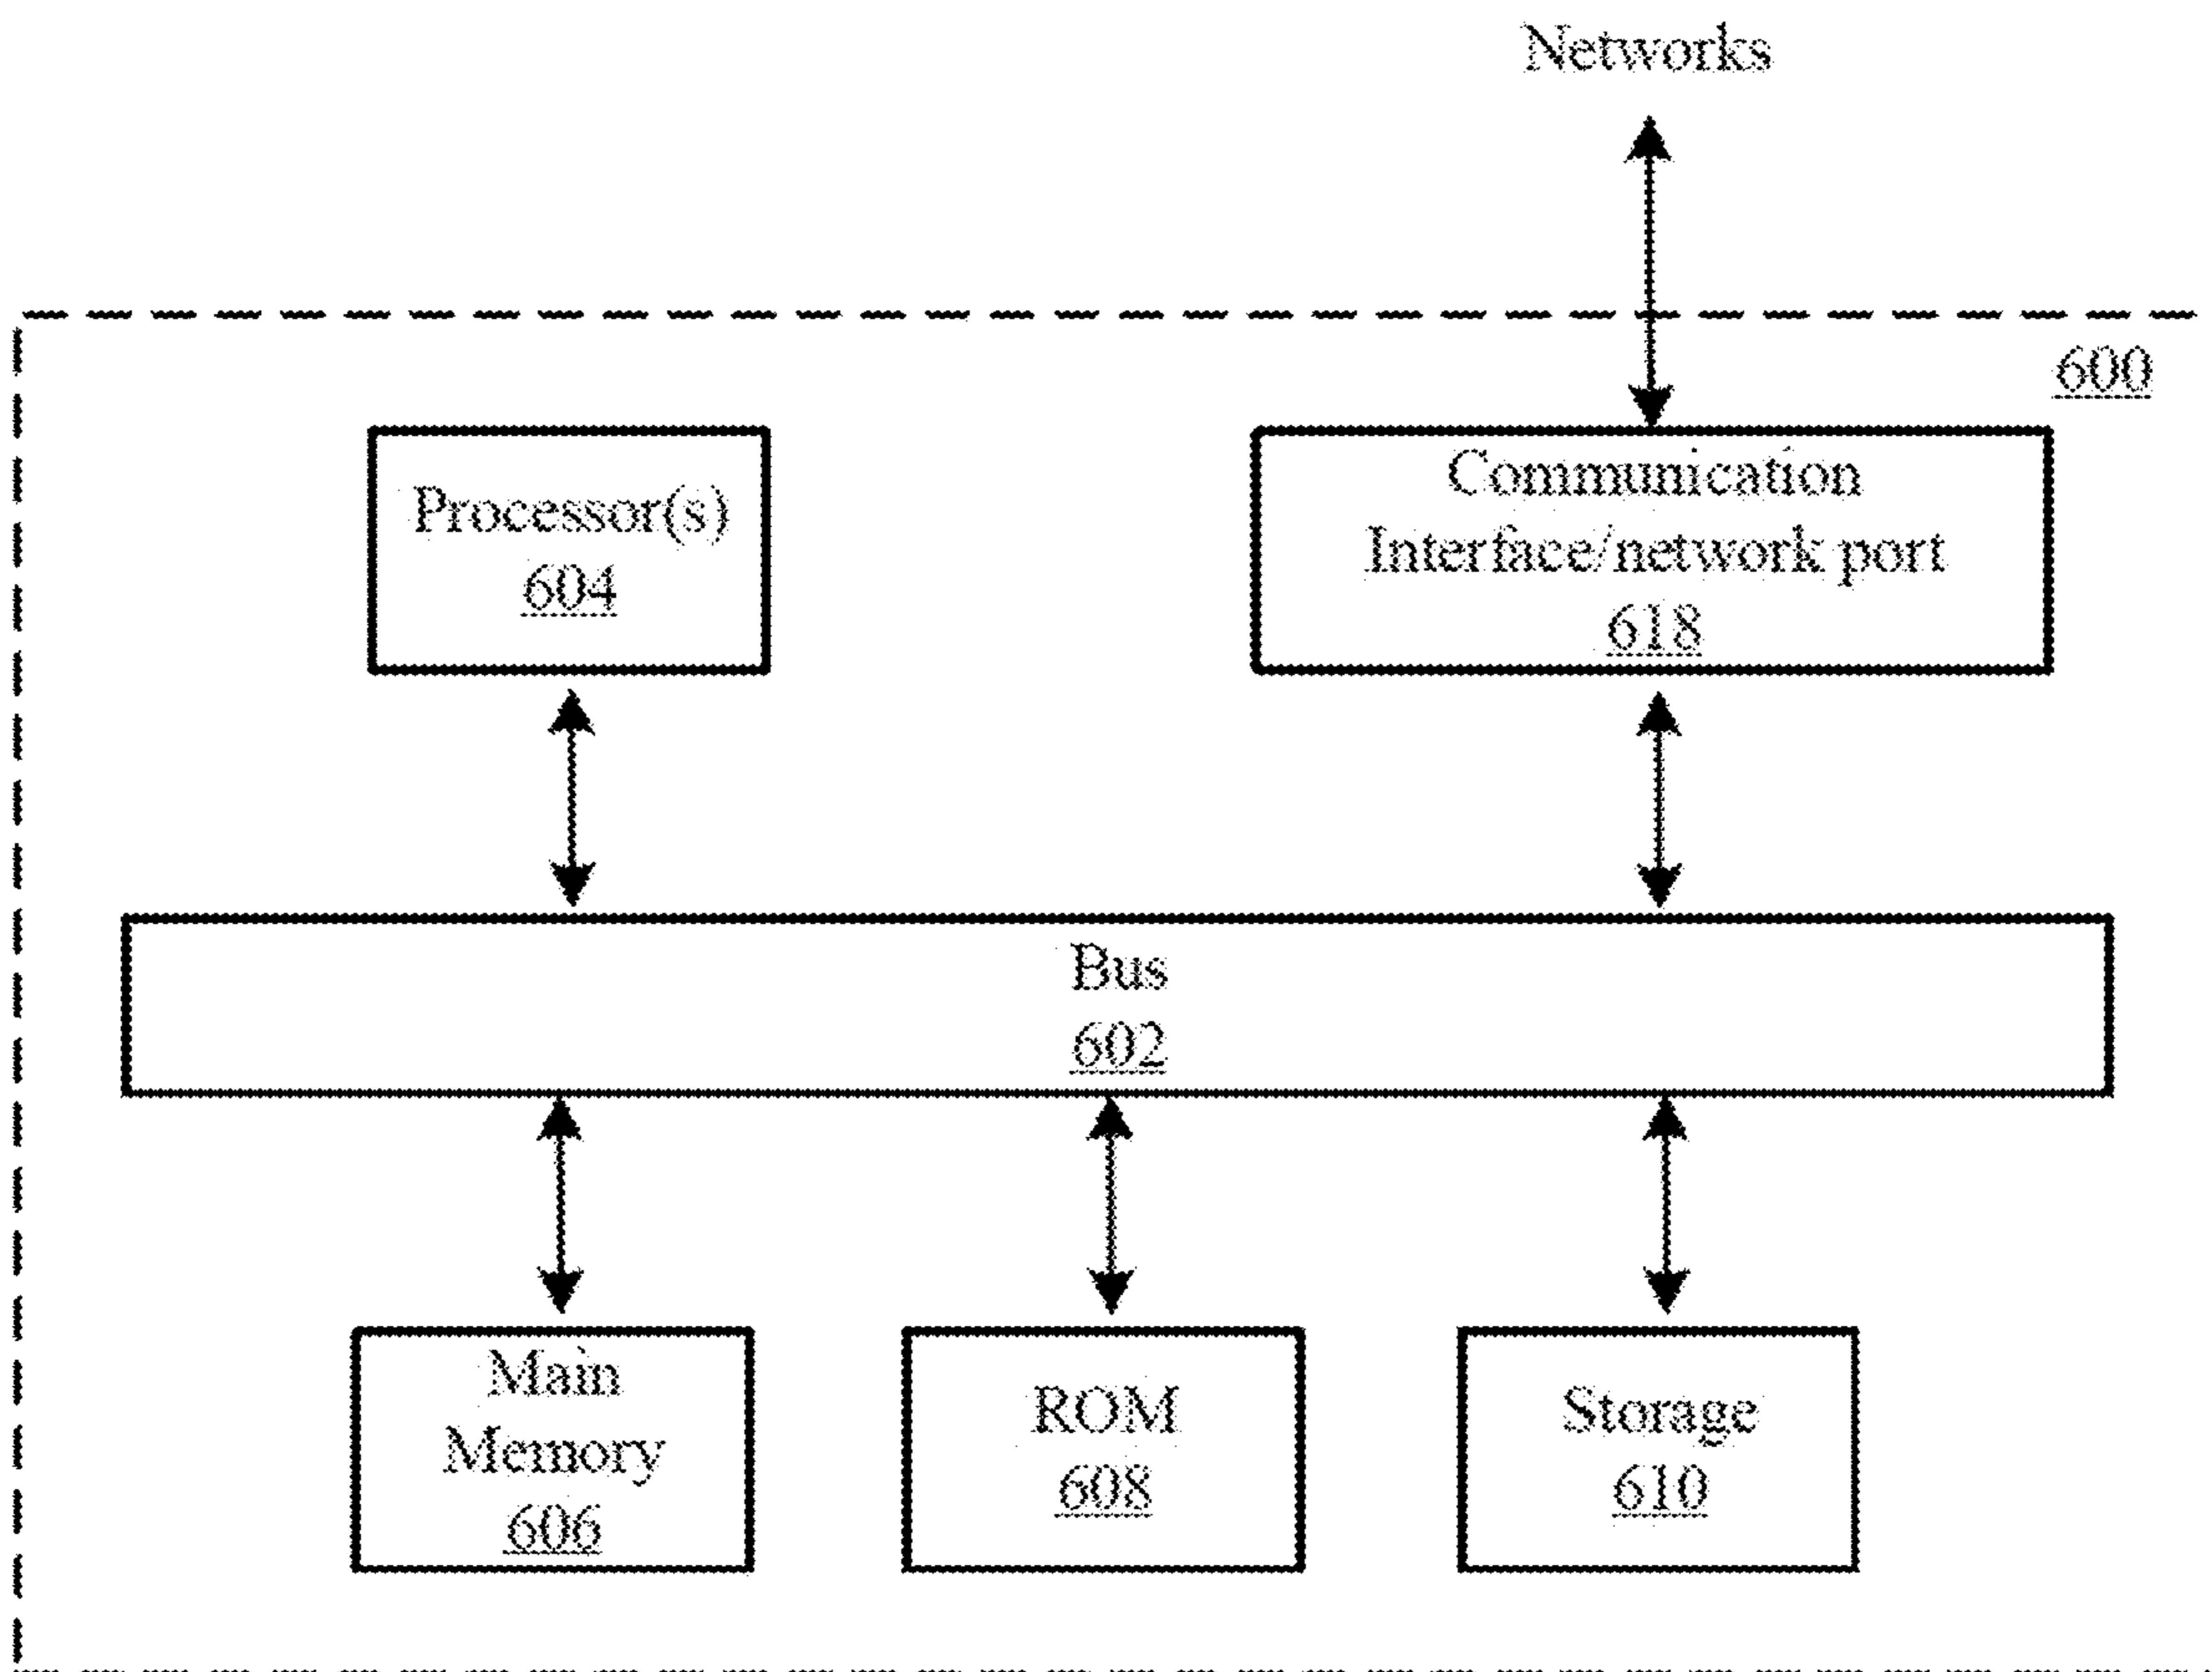 Networks
600
Processor(s)
604
Communication
Interface/network port
618
Bus
602
Main
Memory
606
ROM
608
Storage
610